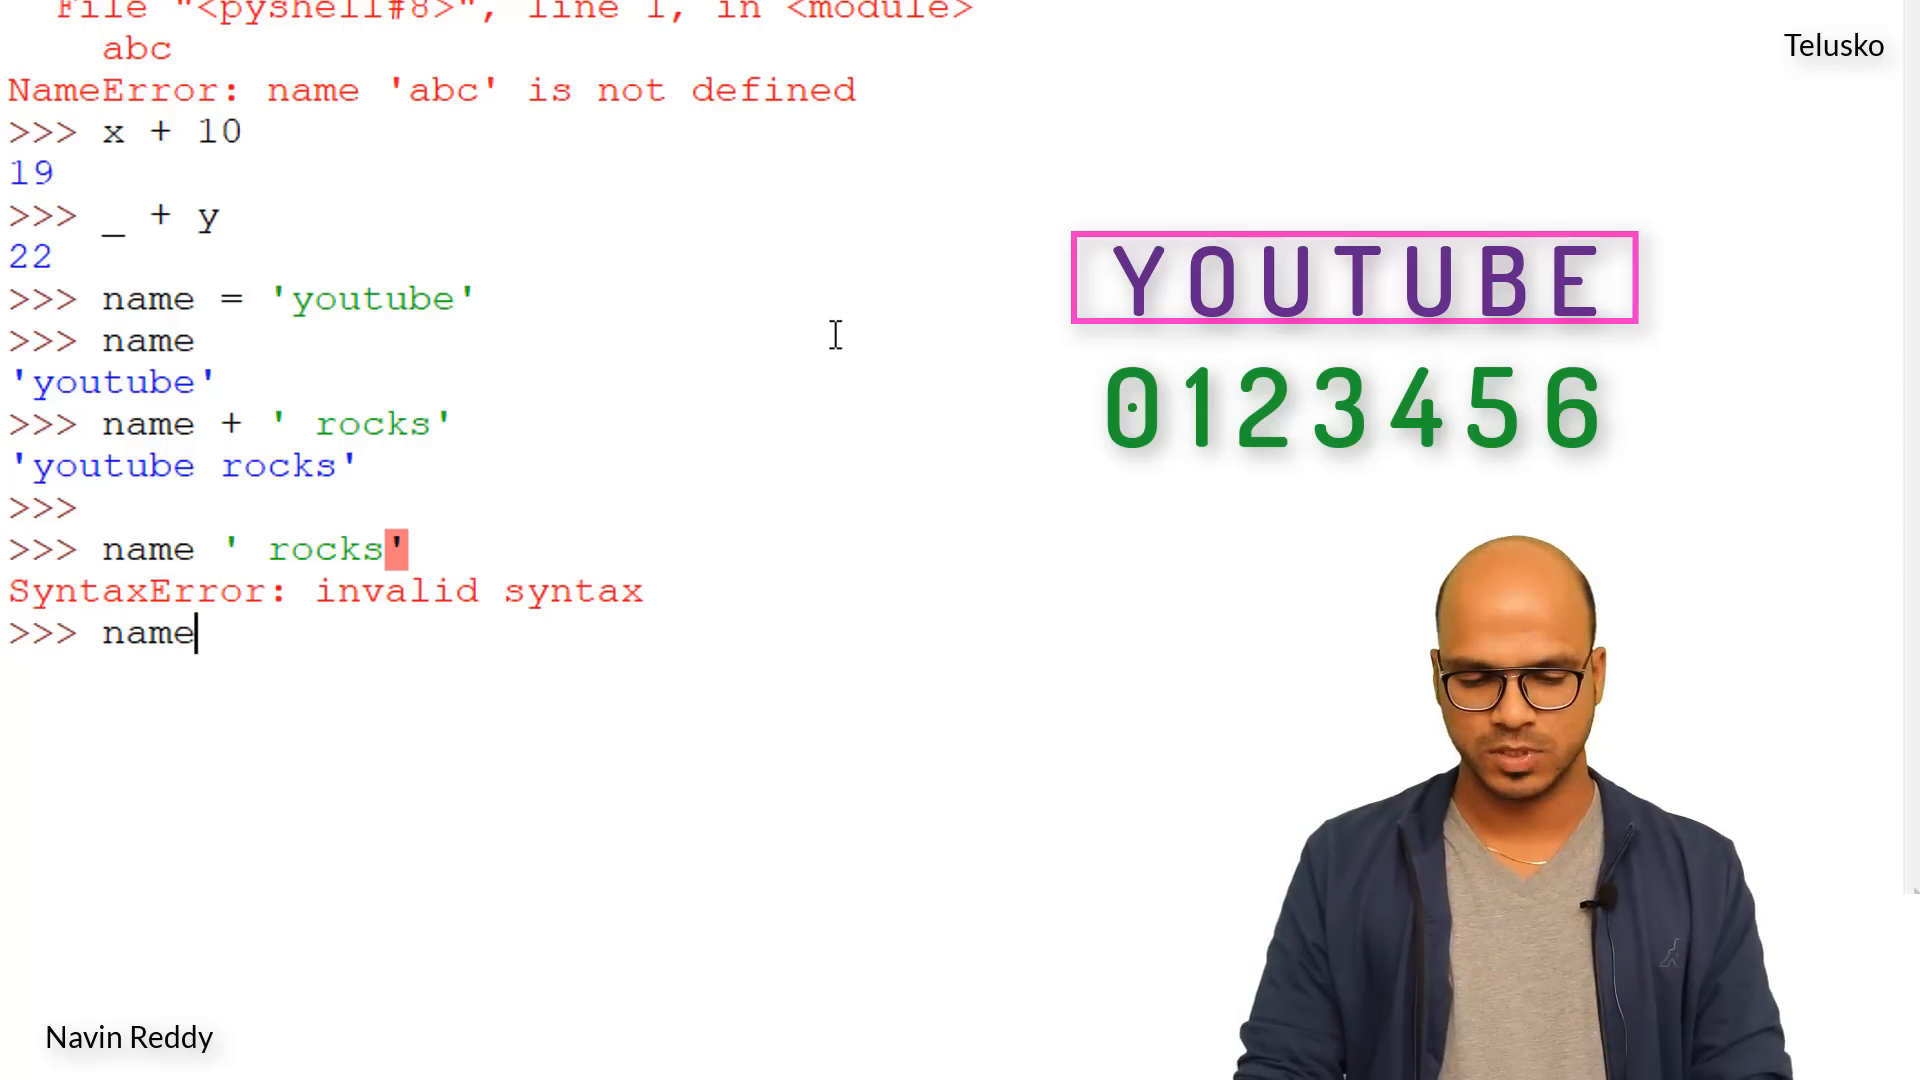 File "<pyshell#8>", line 1, in <module>
abc
NameError: name 'abc' is not defined
>>> x + 10
19
>>> _ + y
22
>>> name = 'youtube'
>>> name
'youtube'
>>> name + ' rocks'
'youtube rocks'
>>>
>>> name ' rocks'
SyntaxError: invalid syntax
>>> name
Telusko
YOUTUBE
0123456
Navin Reddy